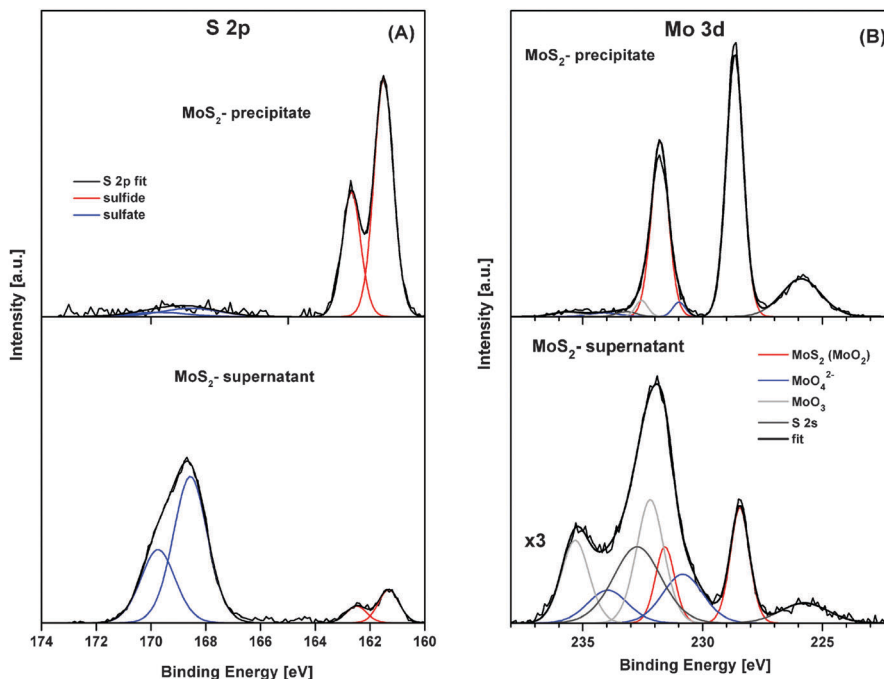 S 2p
(A)
MoS₂- precipitate
S 2p fit
sulfide
sulfate
MoS₂- supernatant
Intensity [a.u.]
174 172 170 168 166 164 162 160
Binding Energy [eV]
Mo 3d
(B)
MoS₂- precipitate
MoS₂- supernatant
MoS₂ (MoO₂)
MoO₄²⁻
MoO₃
S 2s
fit
x3
Intensity [a.u.]
235 230 225
Binding Energy [eV]